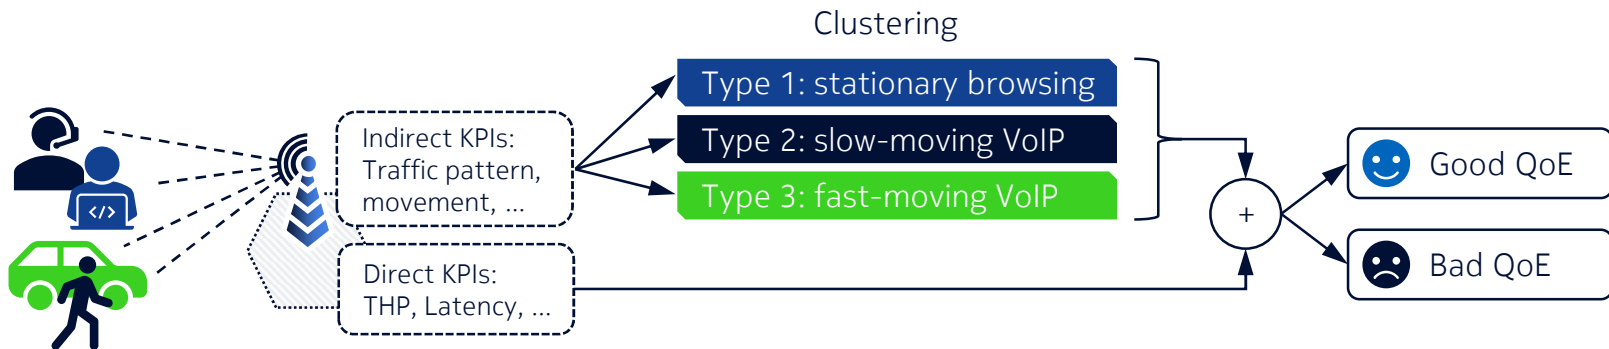 Clustering
Type 1: stationary browsing
Type 2: slow-moving VoIP
Type 3: fast-moving VoIP
Indirect KPIs:
Traffic pattern,
movement, ...
</>
Direct KPIs:
THP, Latency, ...
+
Good QoE
Bad QoE